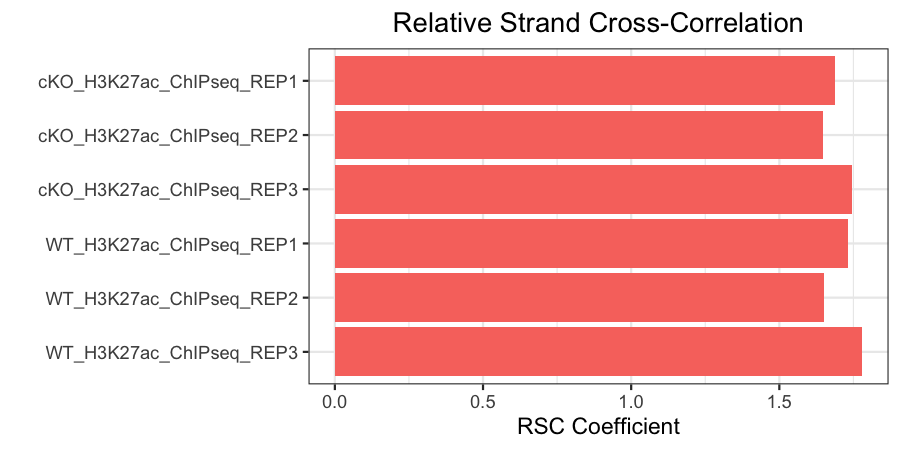 Relative Strand Cross-Correlation
cKO_H3K27ac_ChIPseq_REP1
cKO_H3K27ac_ChIPseq_REP2
cKO_H3K27ac_ChIPseq_REP3
WT_H3K27ac_ChIPseq_REP1
WT_H3K27ac_ChIPseq_REP2
WT_H3K27ac_ChIPseq_REP3
0.0 0.5 1.0 1.5
RSC Coefficient